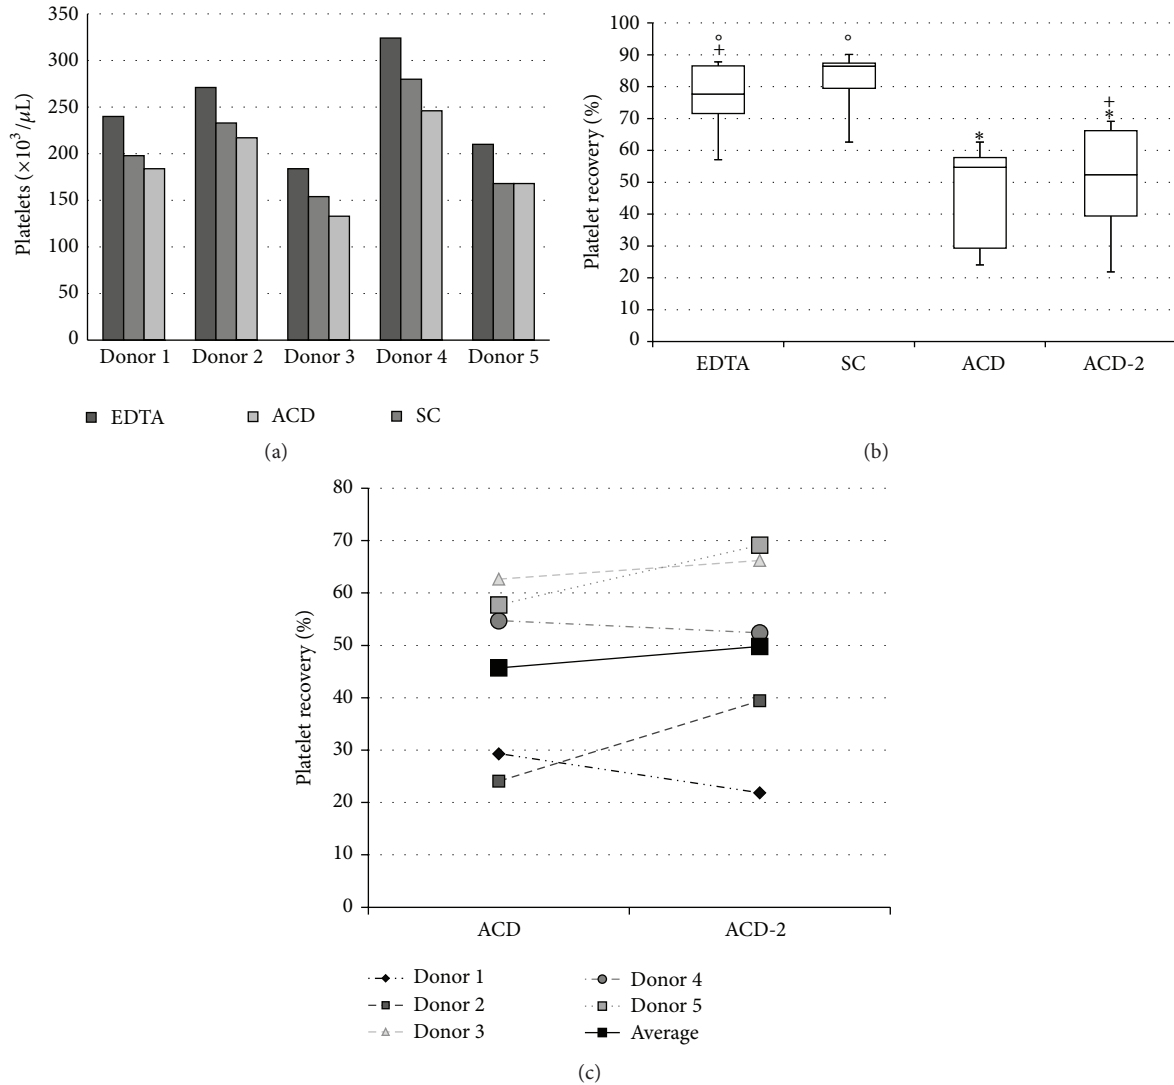 350
300
250
200
150
100
50
0
Platelets (×10³/μL)
Donor 1 Donor 2 Donor 3 Donor 4 Donor 5
EDTA ACD SC
(a)
100
90
80
70
60
50
40
30
20
10
0
Platelet recovery (%)
° °
+
* +
*
EDTA SC ACD ACD-2
(b)
80
70
60
50
40
30
20
10
0
Platelet recovery (%)
ACD ACD-2
Donor 1 Donor 4
Donor 2 Donor 5
Donor 3 Average
(c)